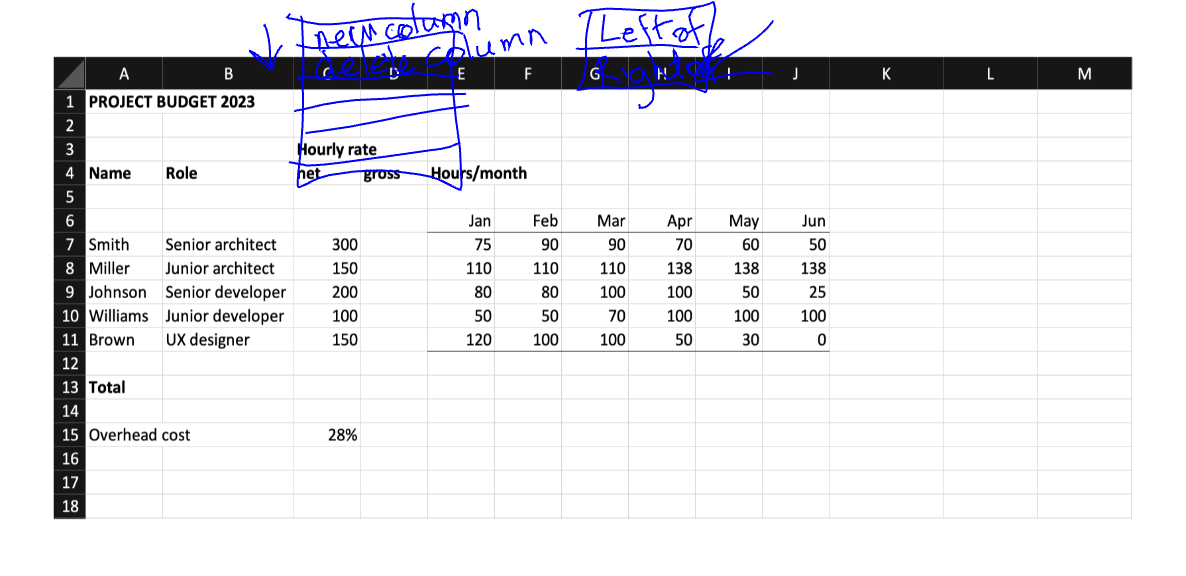 new column
delete column
Left of
Right of
A B C D E F G H I J K L M
1 PROJECT BUDGET 2023
2
3 Hourly rate
4 Name Role net gross Hours/month
5
6 Jan Feb Mar Apr May Jun
7 Smith Senior architect 300 75 90 90 70 60 50
8 Miller Junior architect 150 110 110 110 138 138 138
9 Johnson Senior developer 200 80 80 100 100 50 25
10 Williams Junior developer 100 50 50 70 100 100 100
11 Brown UX designer 150 120 100 100 50 30 0
12
13 Total
14
15 Overhead cost 28%
16
17
18